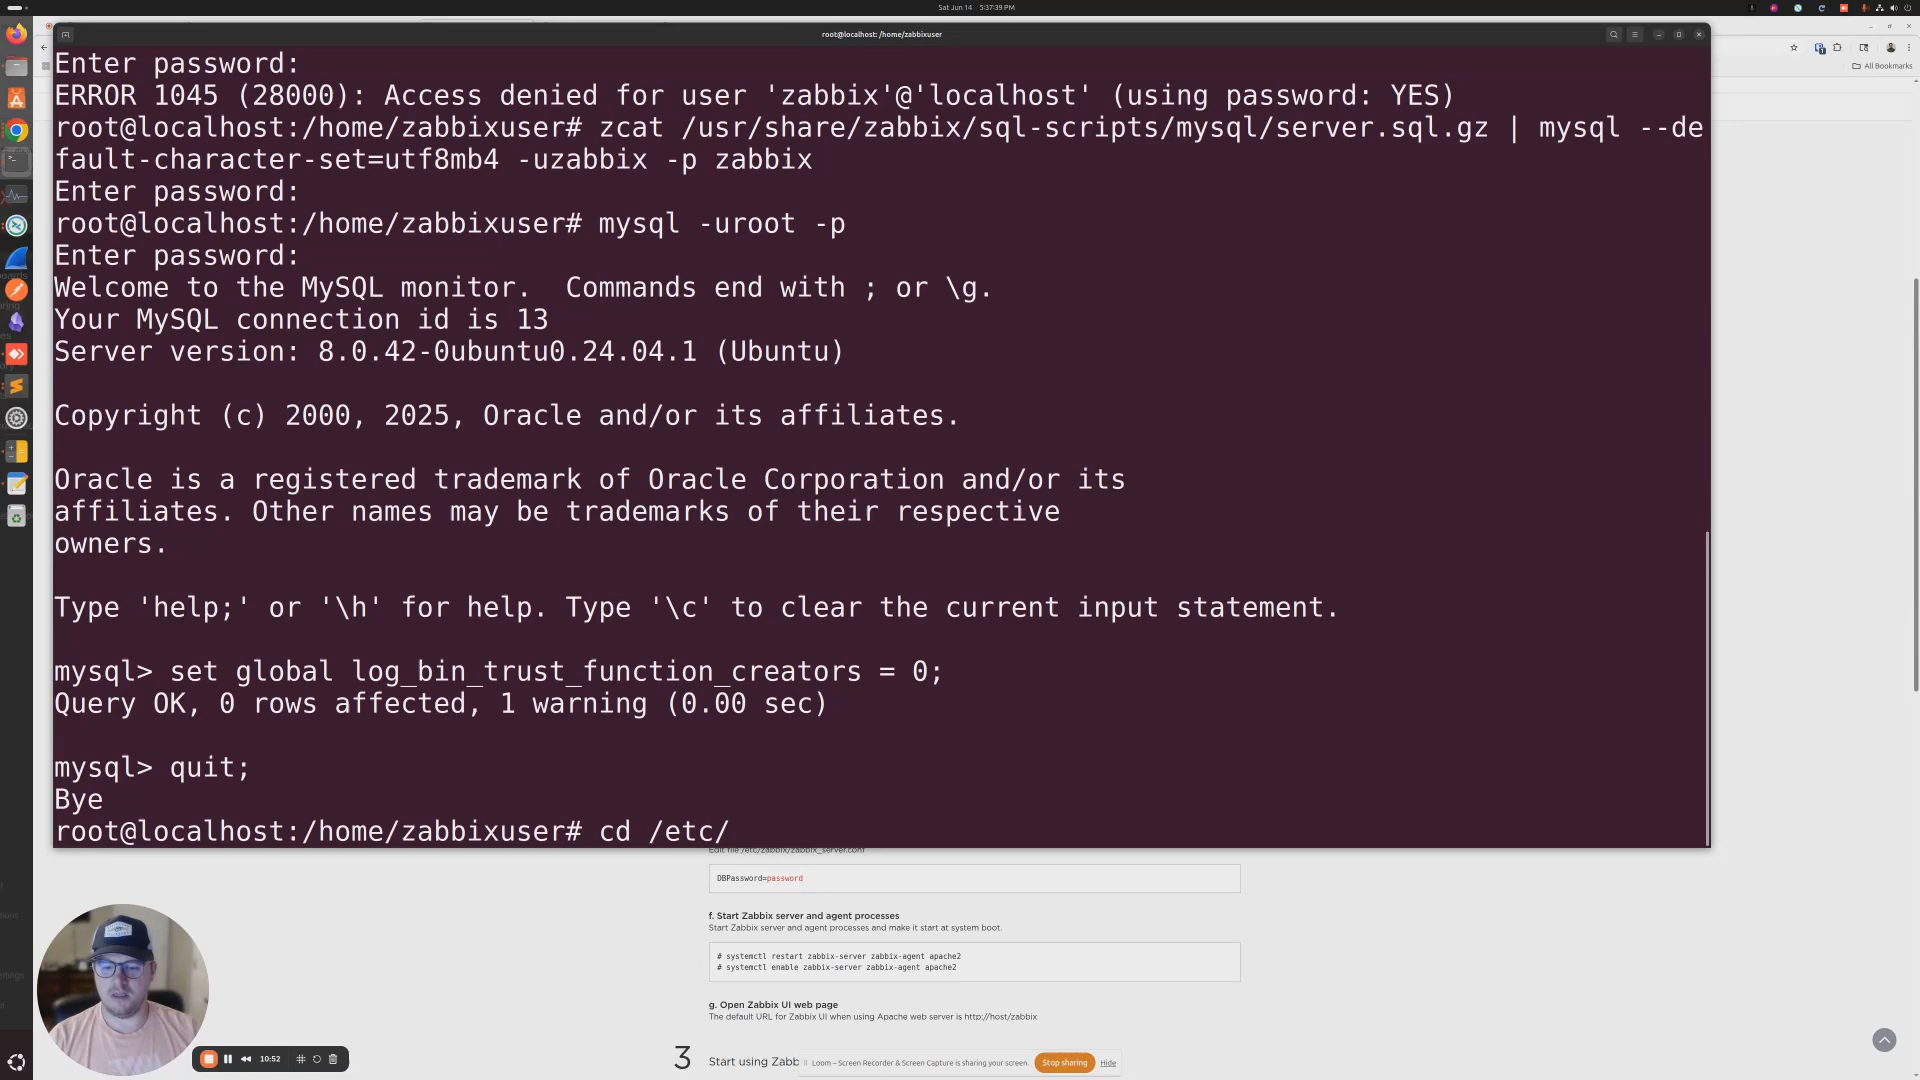 Sat Jun 14 5:37:39 PM
root@localhost: /home/zabbixuser
All Bookmarks
Enter password:
ERROR 1045 (28000): Access denied for user 'zabbix'@'localhost' (using password: YES)
root@localhost:/home/zabbixuser# zcat /usr/share/zabbix/sql-scripts/mysql/server.sql.gz | mysql --de
fault-character-set=utf8mb4 -uzabbix -p zabbix
Enter password:
root@localhost:/home/zabbixuser# mysql -uroot -p
Enter password:
Welcome to the MySQL monitor.  Commands end with ; or \g.
Your MySQL connection id is 13
Server version: 8.0.42-0ubuntu0.24.04.1 (Ubuntu)
Copyright (c) 2000, 2025, Oracle and/or its affiliates.
Oracle is a registered trademark of Oracle Corporation and/or its
affiliates. Other names may be trademarks of their respective
owners.
Type 'help;' or '\h' for help. Type '\c' to clear the current input statement.
mysql> set global log_bin_trust_function_creators = 0;
Query OK, 0 rows affected, 1 warning (0.00 sec)
mysql> quit;
Bye
root@localhost:/home/zabbixuser# cd /etc/
Edit file /etc/zabbix/zabbix_server.conf
DBPassword=password
f. Start Zabbix server and agent processes
Start Zabbix server and agent processes and make it start at system boot.
# systemctl restart zabbix-server zabbix-agent apache2
# systemctl enable zabbix-server zabbix-agent apache2
g. Open Zabbix UI web page
The default URL for Zabbix UI when using Apache web server is http://host/zabbix
3 Start using Zabb
Loom – Screen Recorder & Screen Capture is sharing your screen. Stop sharing Hide
10:52